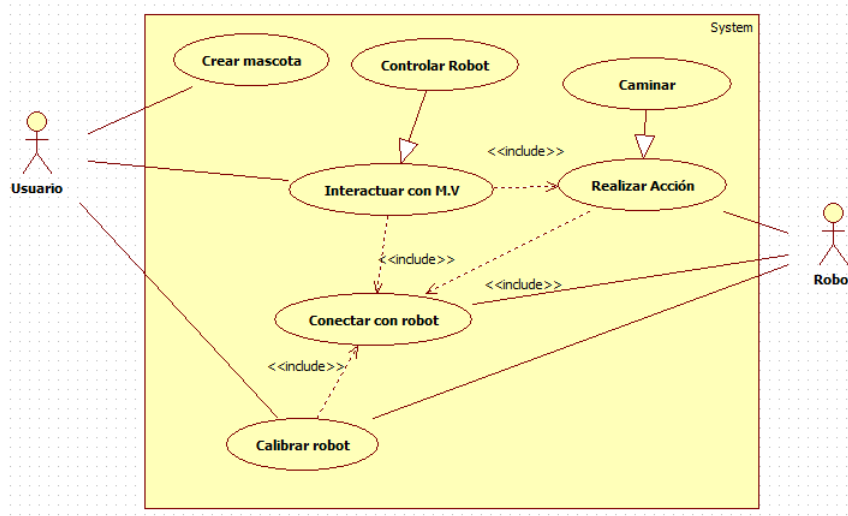 System
Crear mascota
Controlar Robot
Caminar
<<include>>
Usuario
Interactuar con M.V
Realizar Acción
<<include>>
<<include>>
Robo
Conectar con robot
<<include>>
Calibrar robot